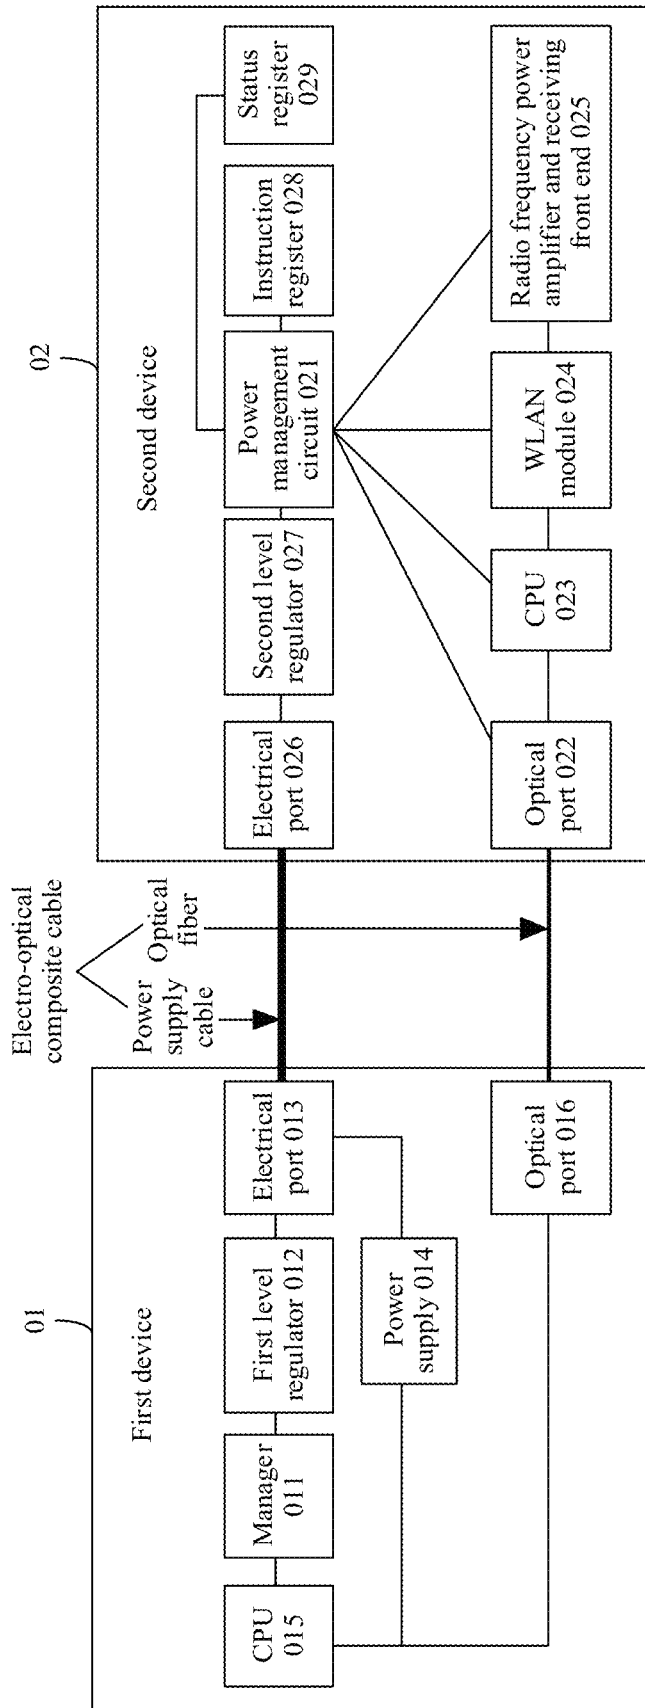 Electro-optical
composite cable
Power
supply
cable
Optical
fiber
01
First device
CPU
015
Manager
011
First level
regulator 012
Electrical
port 013
Power
supply 014
Optical
port 016
02
Second device
Electrical
port 026
Second level
regulator 027
Power
management
circuit 021
Instruction
register 028
Status
register
029
Optical
port 022
CPU
023
WLAN
module 024
Radio frequency power
amplifier and receiving
front end 025